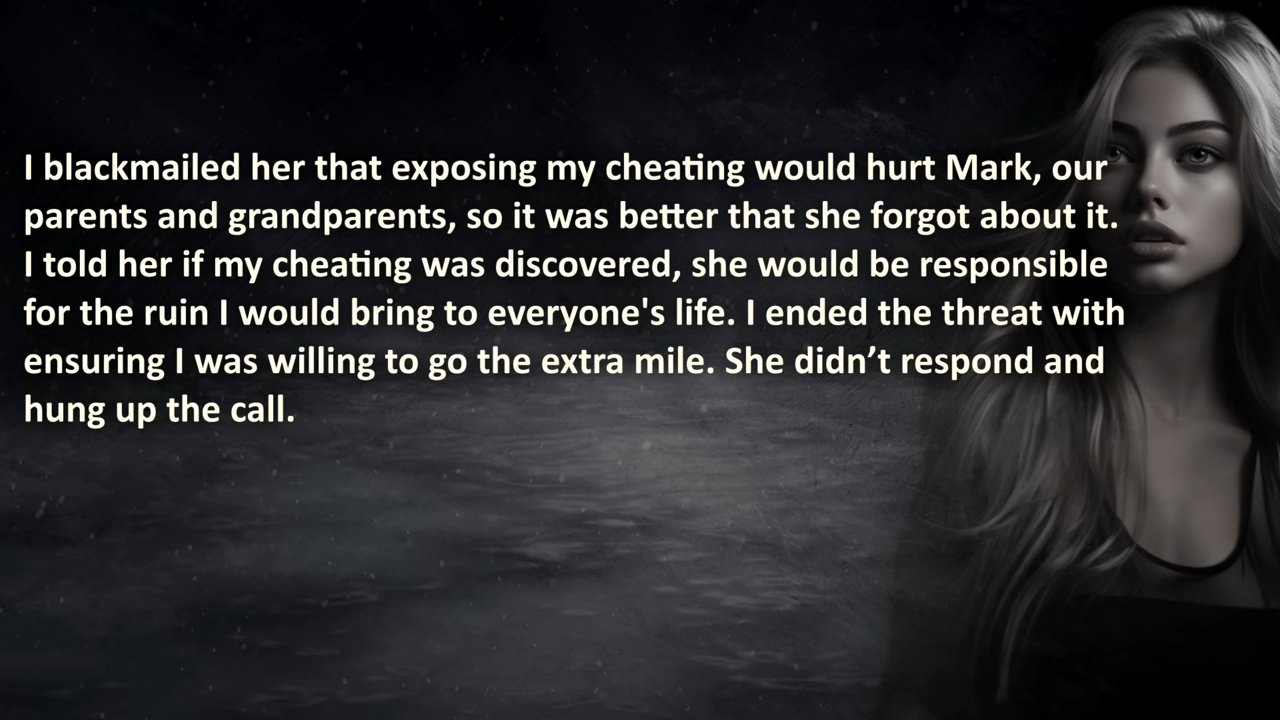 I blackmailed her that exposing my cheating would hurt Mark, our
parents and grandparents, so it was better that she forgot about it.
I told her if my cheating was discovered, she would be responsible
for the ruin I would bring to everyone's life. I ended the threat with
ensuring I was willing to go the extra mile. She didn’t respond and
hung up the call.